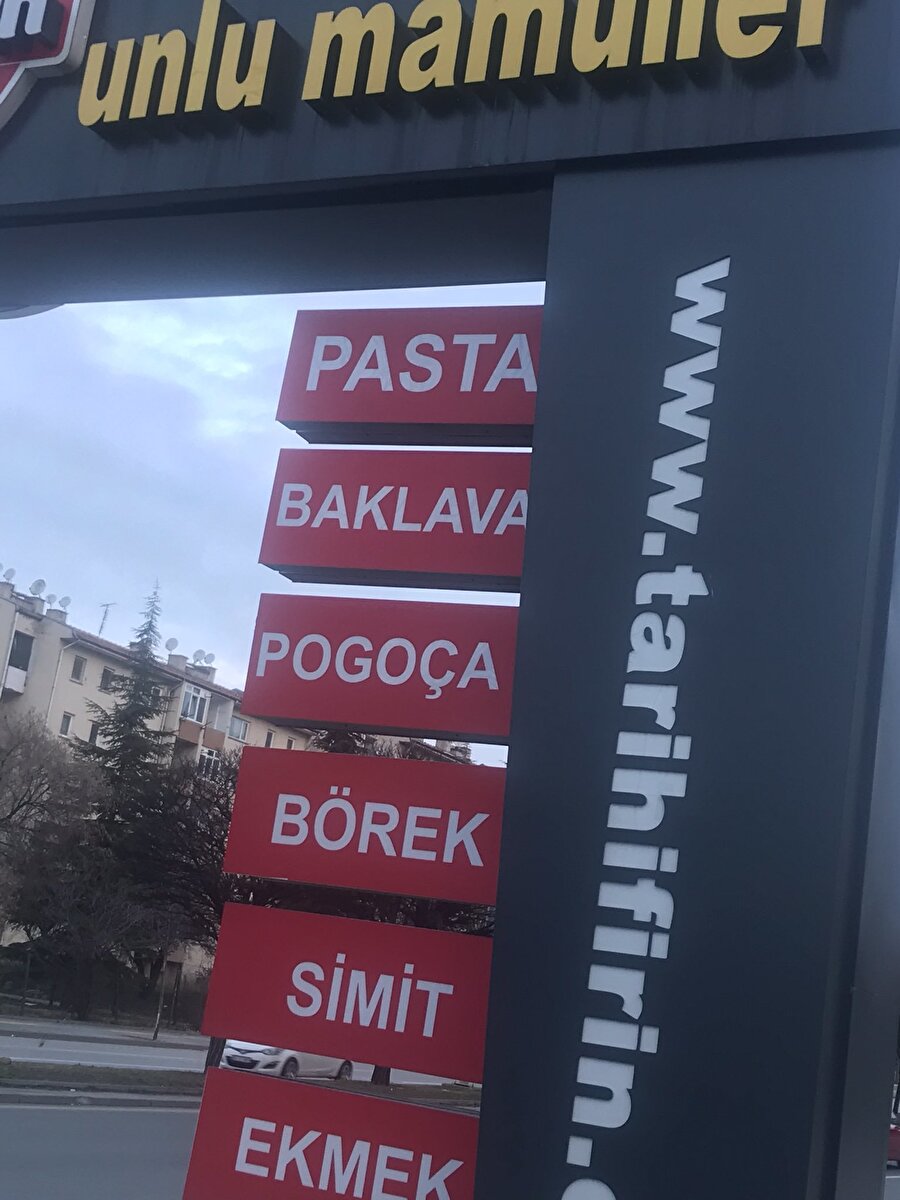 unlu mamuller
PASTA
BAKLAVA
POGOÇA
BÖREK
SİMİT
EKMEK
www.tarihifirin.